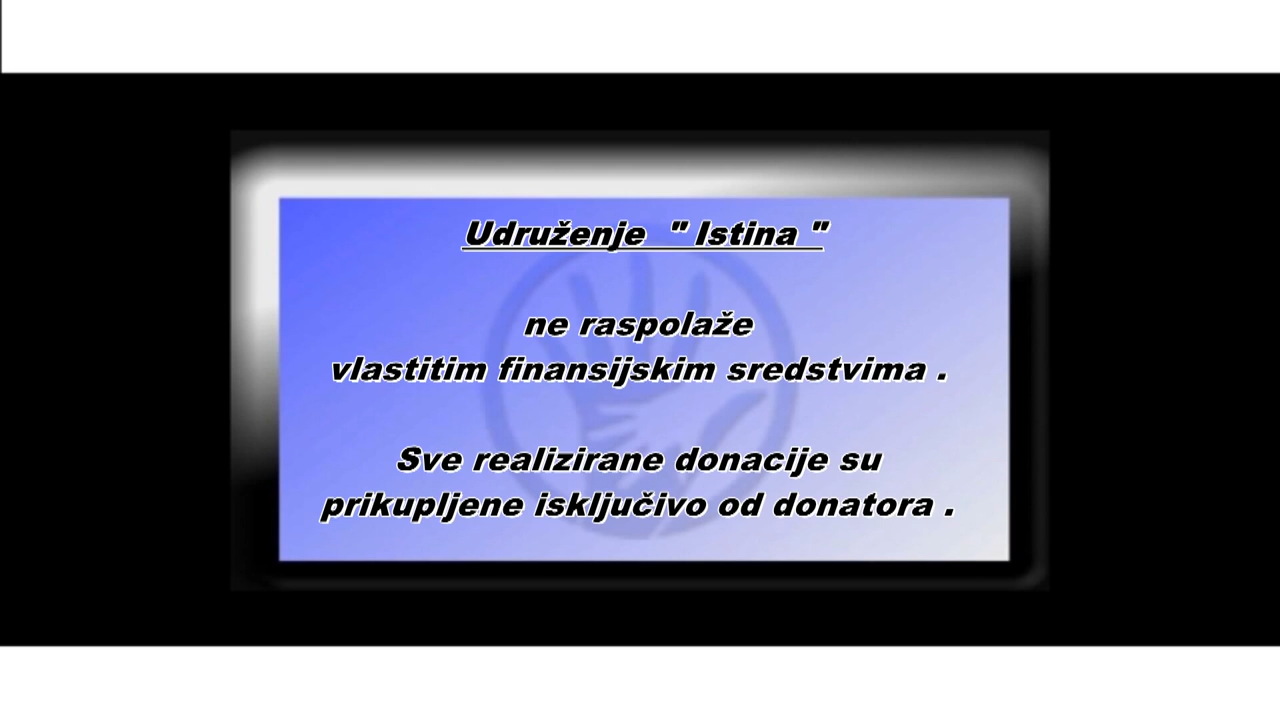 Udruženje " Istina "
ne raspolaže
vlastitim finansijskim sredstvima .
Sve realizirane donacije su
prikupljene isključivo od donatora .